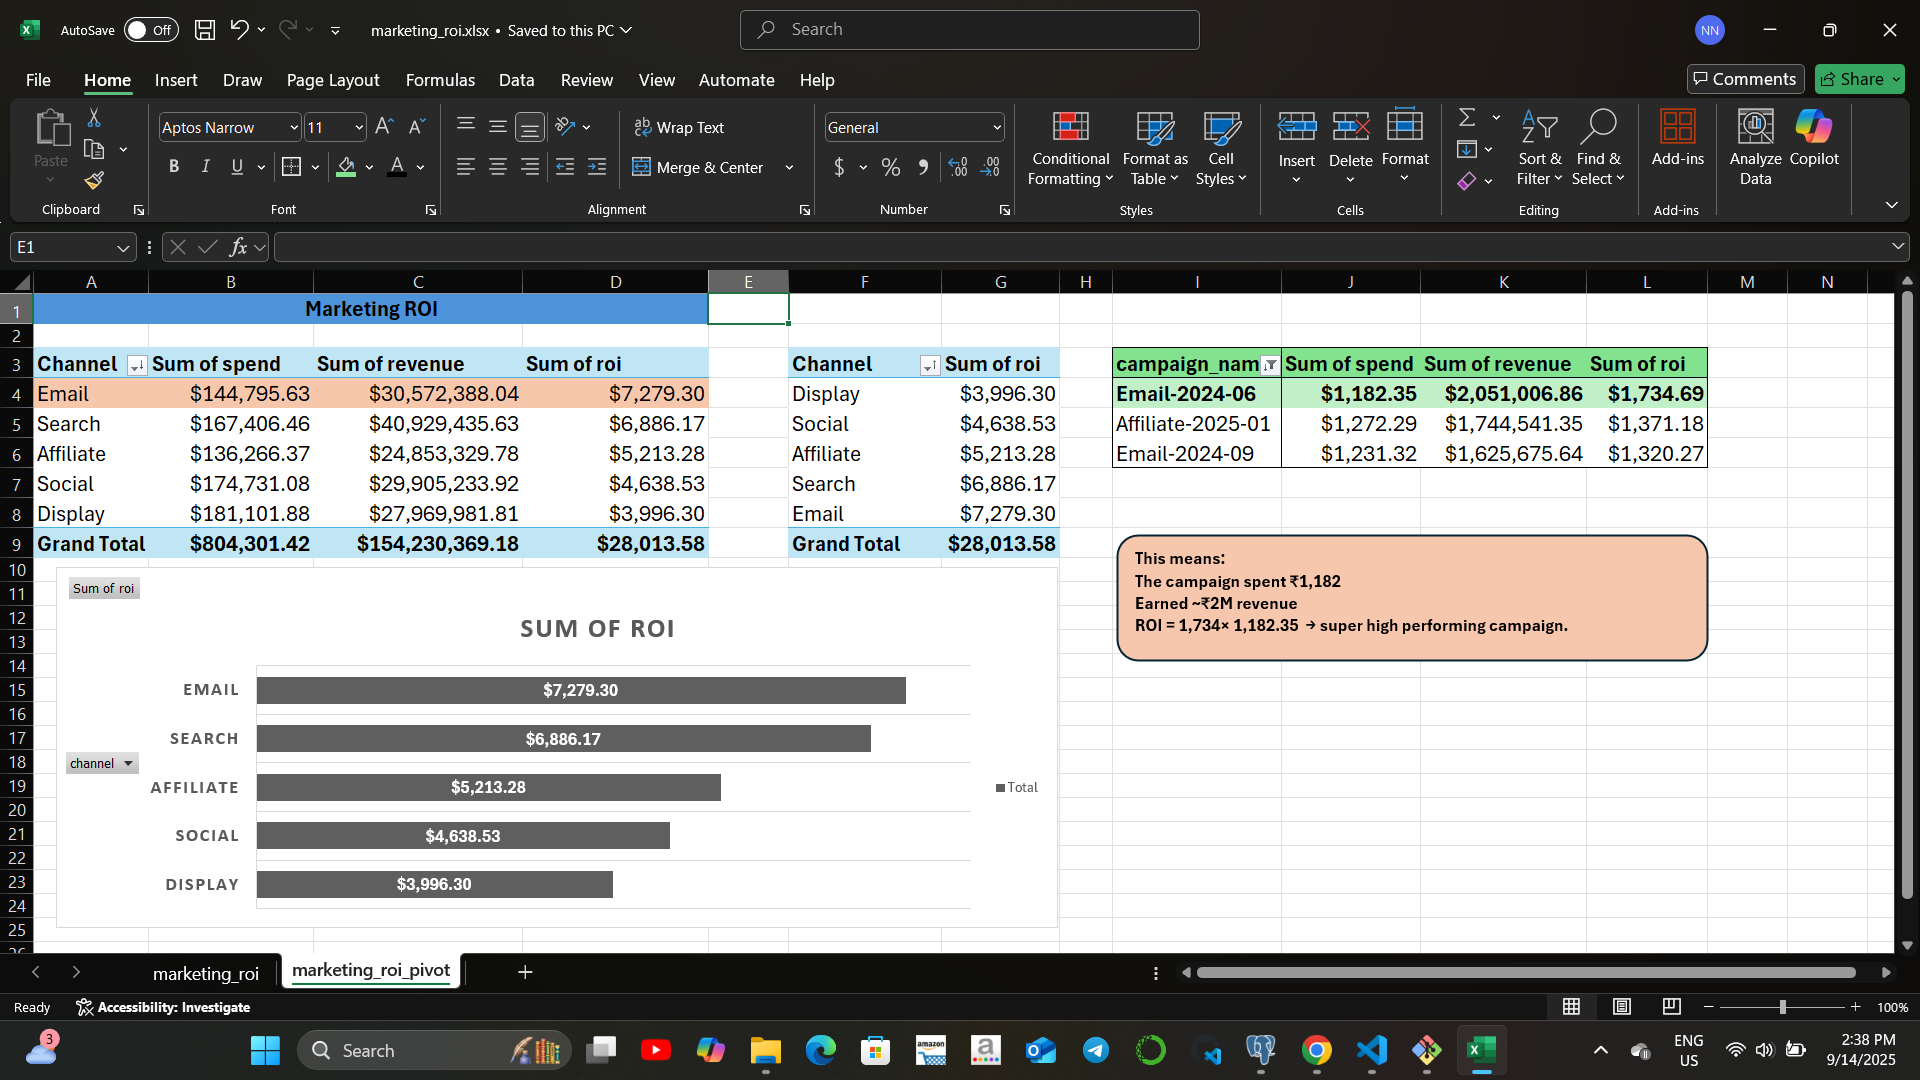 AutoSave Off marketing_roi.xlsx • Saved to this PC Search NN
File Home Insert Draw Page Layout Formulas Data Review View Automate Help Comments Share
Paste Aptos Narrow 11 Wrap Text General Conditional Formatting Format as Table Cell Styles Insert Delete Format Sort & Filter Find & Select Add-ins Analyze Data Copilot
B I U Merge & Center $ %
Clipboard Font Alignment Number Styles Cells Editing Add-ins
E1 fx
A B C D E F G H I J K L M N
1 Marketing ROI
2
3 Channel Sum of spend Sum of revenue Sum of roi Channel Sum of roi campaign_nam Sum of spend Sum of revenue Sum of roi
4 Email $144,795.63 $30,572,388.04 $7,279.30 Display $3,996.30 Email-2024-06 $1,182.35 $2,051,006.86 $1,734.69
5 Search $167,406.46 $40,929,435.63 $6,886.17 Social $4,638.53 Affiliate-2025-01 $1,272.29 $1,744,541.35 $1,371.18
6 Affiliate $136,266.37 $24,853,329.78 $5,213.28 Affiliate $5,213.28 Email-2024-09 $1,231.32 $1,625,675.64 $1,320.27
7 Social $174,731.08 $29,905,233.92 $4,638.53 Search $6,886.17
8 Display $181,101.88 $27,969,981.81 $3,996.30 Email $7,279.30
9 Grand Total $804,301.42 $154,230,369.18 $28,013.58 Grand Total $28,013.58
10
11
12
13
14
15
16
17
18
19
20
21
22
23
24
25
26
Sum of roi
SUM OF ROI
EMAIL $7,279.30
SEARCH $6,886.17
channel
AFFILIATE $5,213.28
Total
SOCIAL $4,638.53
DISPLAY $3,996.30
This means:
The campaign spent ₹1,182
Earned ~₹2M revenue
ROI = 1,734× 1,182.35 → super high performing campaign.
marketing_roi marketing_roi_pivot
Ready Accessibility: Investigate 100%
3 Search amazon a ENG US 2:38 PM
9/14/2025